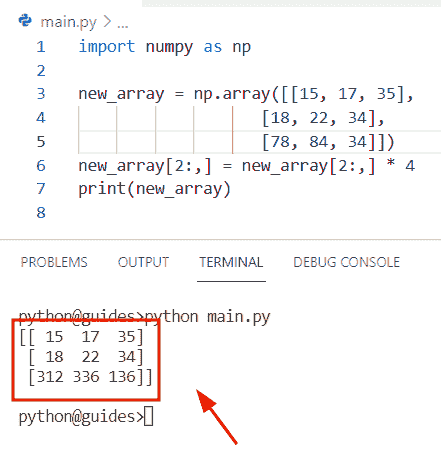 main.py > ...
1 import numpy as np
2
3 new_array = np.array([[15, 17, 35],
4 [18, 22, 34],
5 [78, 84, 34]])
6 new_array[2:,] = new_array[2:,] * 4
7 print(new_array)
8
PROBLEMS OUTPUT TERMINAL DEBUG CONSOLE
python@guides>python main.py
[[ 15 17 35]
[ 18 22 34]
[312 336 136]]
python@guides>